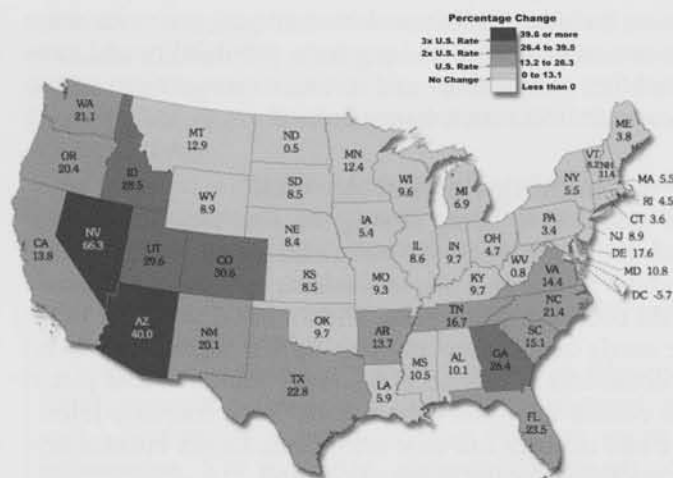 Percentage Change
39.6 or more
3x U.S. Rate
26.4 to 39.5
2x U.S. Rate
13.2 to 26.3
U.S. Rate
0 to 13.1
No Change
Less than 0
WA
21.1
OR
20.4
CA
13.8
ID
28.5
NV
66.3
AZ
40.0
UT
29.6
MT
12.9
WY
8.9
CO
30.6
NM
20.1
ND
0.5
SD
8.5
NE
8.4
KS
8.5
OK
9.7
TX
22.8
MN
12.4
IA
5.4
MO
9.3
AR
13.7
LA
5.9
WI
9.6
IL
8.6
MS
10.5
MI
6.9
IN
9.7
KY
9.7
TN
16.7
AL
10.1
OH
4.7
WV
0.8
GA
26.4
FL
23.5
SC
15.1
NC
21.4
VA
14.4
PA
3.4
NY
5.5
VT
8.2
NH
11.4
ME
3.8
MA 5.5
RI 4.5
CT 3.6
NJ 8.9
DE 17.6
MD 10.8
DC -5.7